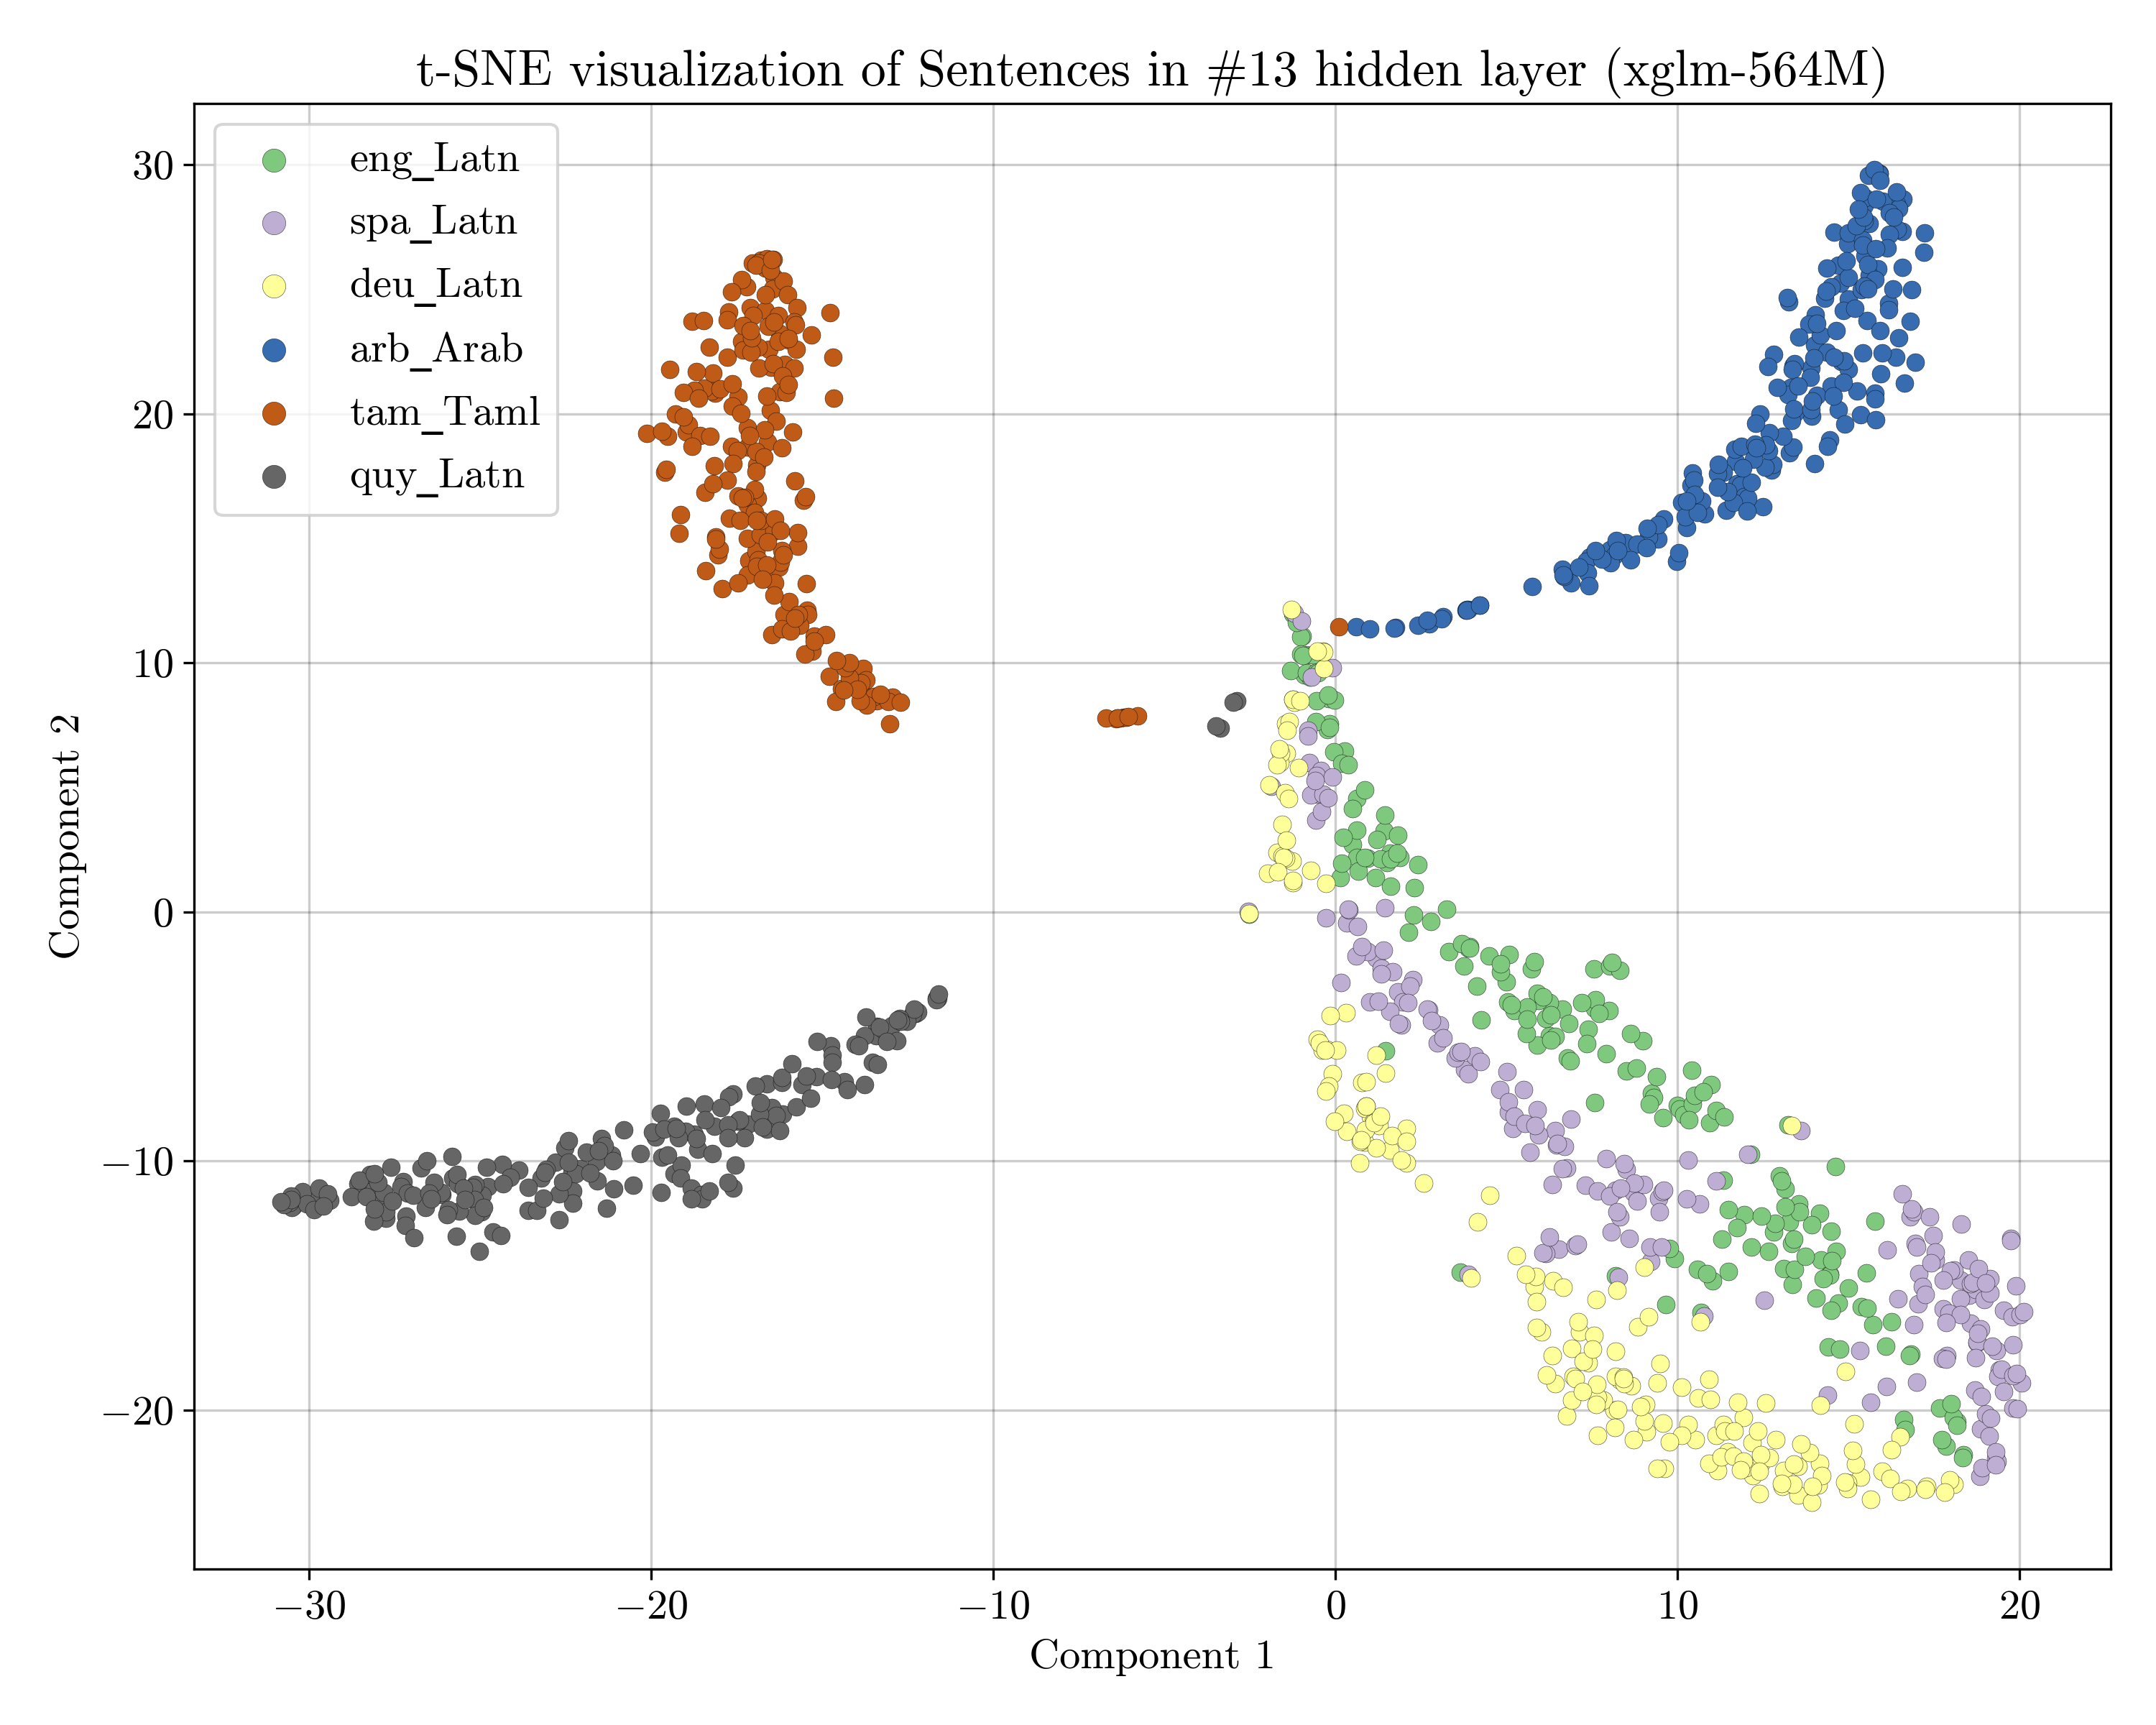 t-SNE visualization of Sentences in #13 hidden layer (xglm-564M)
eng_Latn
spa_Latn
deu_Latn
arb_Arab
tam_Taml
quy_Latn
30
20
10
0
−10
−20
Component 2
−30
−20
−10
0
10
20
Component 1